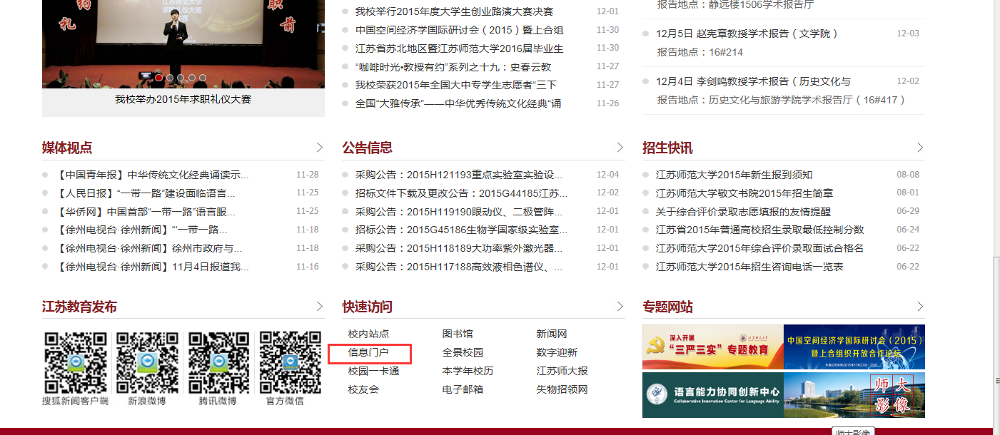 我校举办2015年求职礼仪大赛
我校举行2015年度大学生创业路演大赛决赛 12-01
中国空间经济学国际研讨会（2015）暨上合组 11-30
江苏省苏北地区暨江苏师范大学2016届毕业生 11-30
“咖啡时光•教授有约”系列之十九：史春云教 11-27
我校荣获2015年全国大中专学生志愿者“三下 11-27
全国“大雅传承”——中华优秀传统文化经典“诵 11-26
报告地点：静远楼1506学术报告厅
12月5日 赵宪章教授学术报告（文学院） 12-03
报告地点：16#214
12月4日 李剑鸣教授学术报告（历史文化与 12-02
报告地点：历史文化与旅游学院学术报告厅（16#417）
媒体视点
【中国青年报】中华传统文化经典诵读示... 11-28
【人民日报】“一带一路”建设面临语言... 11-25
【华侨网】中国首部“一带一路”语言服... 11-25
【徐州电视台·徐州新闻】“‘一带一路... 11-18
【徐州电视台·徐州新闻】徐州市政府与... 11-18
【徐州电视台·徐州新闻】11月4日报道我... 11-16
公告信息
采购公告：2015H121193重点实验室实验设... 12-04
招标文件下载及更改公告：2015G44185江苏... 12-02
采购公告：2015H119190眼动仪、二极管阵... 12-01
招标公告：2015G45186生物学国家级实验室... 12-01
采购公告：2015H118189大功率紫外激光器... 12-01
采购公告：2015H117188高效液相色谱仪、... 12-01
招生快讯
江苏师范大学2015年新生报到须知 08-08
江苏师范大学敬文书院2015年招生简章 08-01
关于综合评价录取志愿填报的友情提醒 06-29
江苏省2015年普通高校招生录取最低控制分数 06-24
江苏师范大学2015年综合评价录取面试合格名 06-22
江苏师范大学2015年招生咨询电话一览表 06-22
江苏教育发布
搜狐新闻客户端 新浪微博 腾讯微博 官方微信
快速访问
校内站点 图书馆 新闻网
信息门户 全景校园 数字迎新
校园一卡通 本学年校历 江苏师大报
校友会 电子邮箱 失物招领网
专题网站
深入开展
“三严三实”专题教育
中国空间经济学国际研讨会（2015）
暨上合组织开放合作论坛
语言能力协同创新中心
Collaborative Innovation Center for Language Ability
师大
影像
师大影像